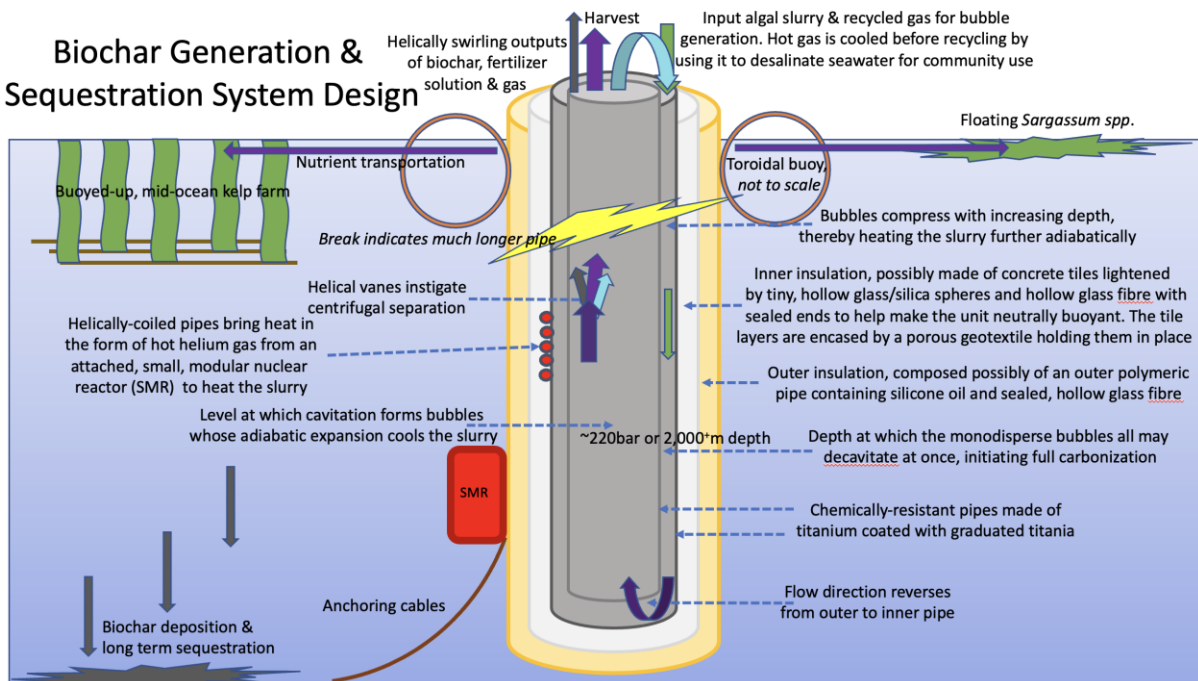 Biochar Generation &
Sequestration System Design
Helically swirling outputs
of biochar, fertilizer
solution & gas
Harvest
Input algal slurry & recycled gas for bubble
generation. Hot gas is cooled before recycling by
using it to desalinate seawater for community use
Floating Sargassum spp.
Nutrient transportation
Buoyed-up, mid-ocean kelp farm
Toroidal buoy,
not to scale
Break indicates much longer pipe
Bubbles compress with increasing depth,
thereby heating the slurry further adiabatically
Helical vanes instigate
centrifugal separation
Inner insulation, possibly made of concrete tiles lightened
by tiny, hollow glass/silica spheres and hollow glass fibre with
sealed ends to help make the unit neutrally buoyant. The tile
layers are encased by a porous geotextile holding them in place
Helically-coiled pipes bring heat in
the form of hot helium gas from an
attached, small, modular nuclear
reactor (SMR) to heat the slurry
Outer insulation, composed possibly of an outer polymeric
pipe containing silicone oil and sealed, hollow glass fibre
Level at which cavitation forms bubbles
whose adiabatic expansion cools the slurry
~220bar or 2,000⁺m depth
Depth at which the monodisperse bubbles all may
decavitate at once, initiating full carbonization
SMR
Chemically-resistant pipes made of
titanium coated with graduated titania
Anchoring cables
Flow direction reverses
from outer to inner pipe
Biochar deposition &
long term sequestration